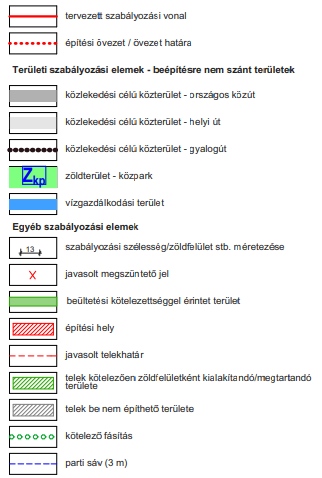 tervezett szabályozási vonal
építési övezet / övezet határa
Területi szabályozási elemek - beépítésre nem szánt területek
közlekedési célú közterület - országos közút
közlekedési célú közterület - helyi út
közlekedési célú közterület - gyalogút
Zkp
zöldterület - közpark
vízgazdálkodási terület
Egyéb szabályozási elemek
13
szabályozási szélesség/zöldfelület stb. méretezése
javasolt megszüntető jel
beültetési kötelezettséggel érintet terület
építési hely
javasolt telekhatár
telek kötelezően zöldfelületként kialakítandó/megtartandó
területe
telek be nem építhető területe
kötelező fásítás
parti sáv (3 m)